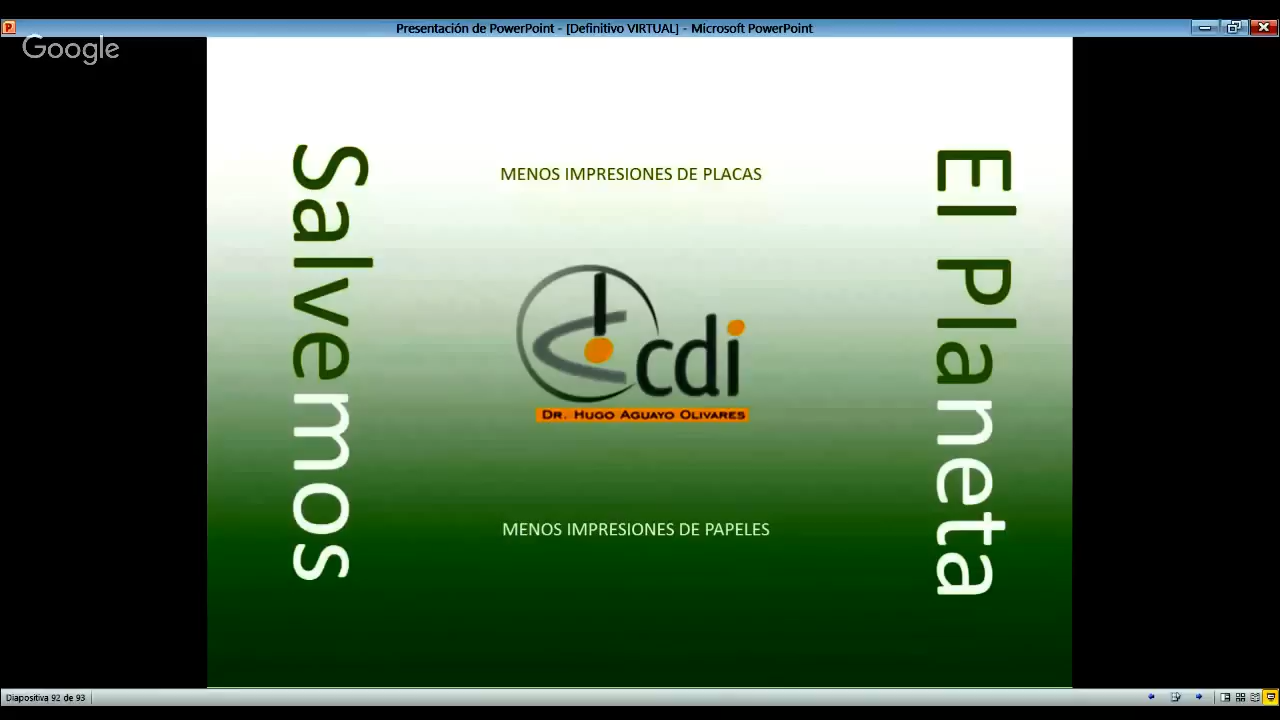 Presentación de PowerPoint - [Definitivo VIRTUAL] - Microsoft PowerPoint
Google
Salvemos
El Planeta
MENOS IMPRESIONES DE PLACAS
cdi
DR. HUGO AGUAYO OLIVARES
MENOS IMPRESIONES DE PAPELES
Diapositiva 92 de 93